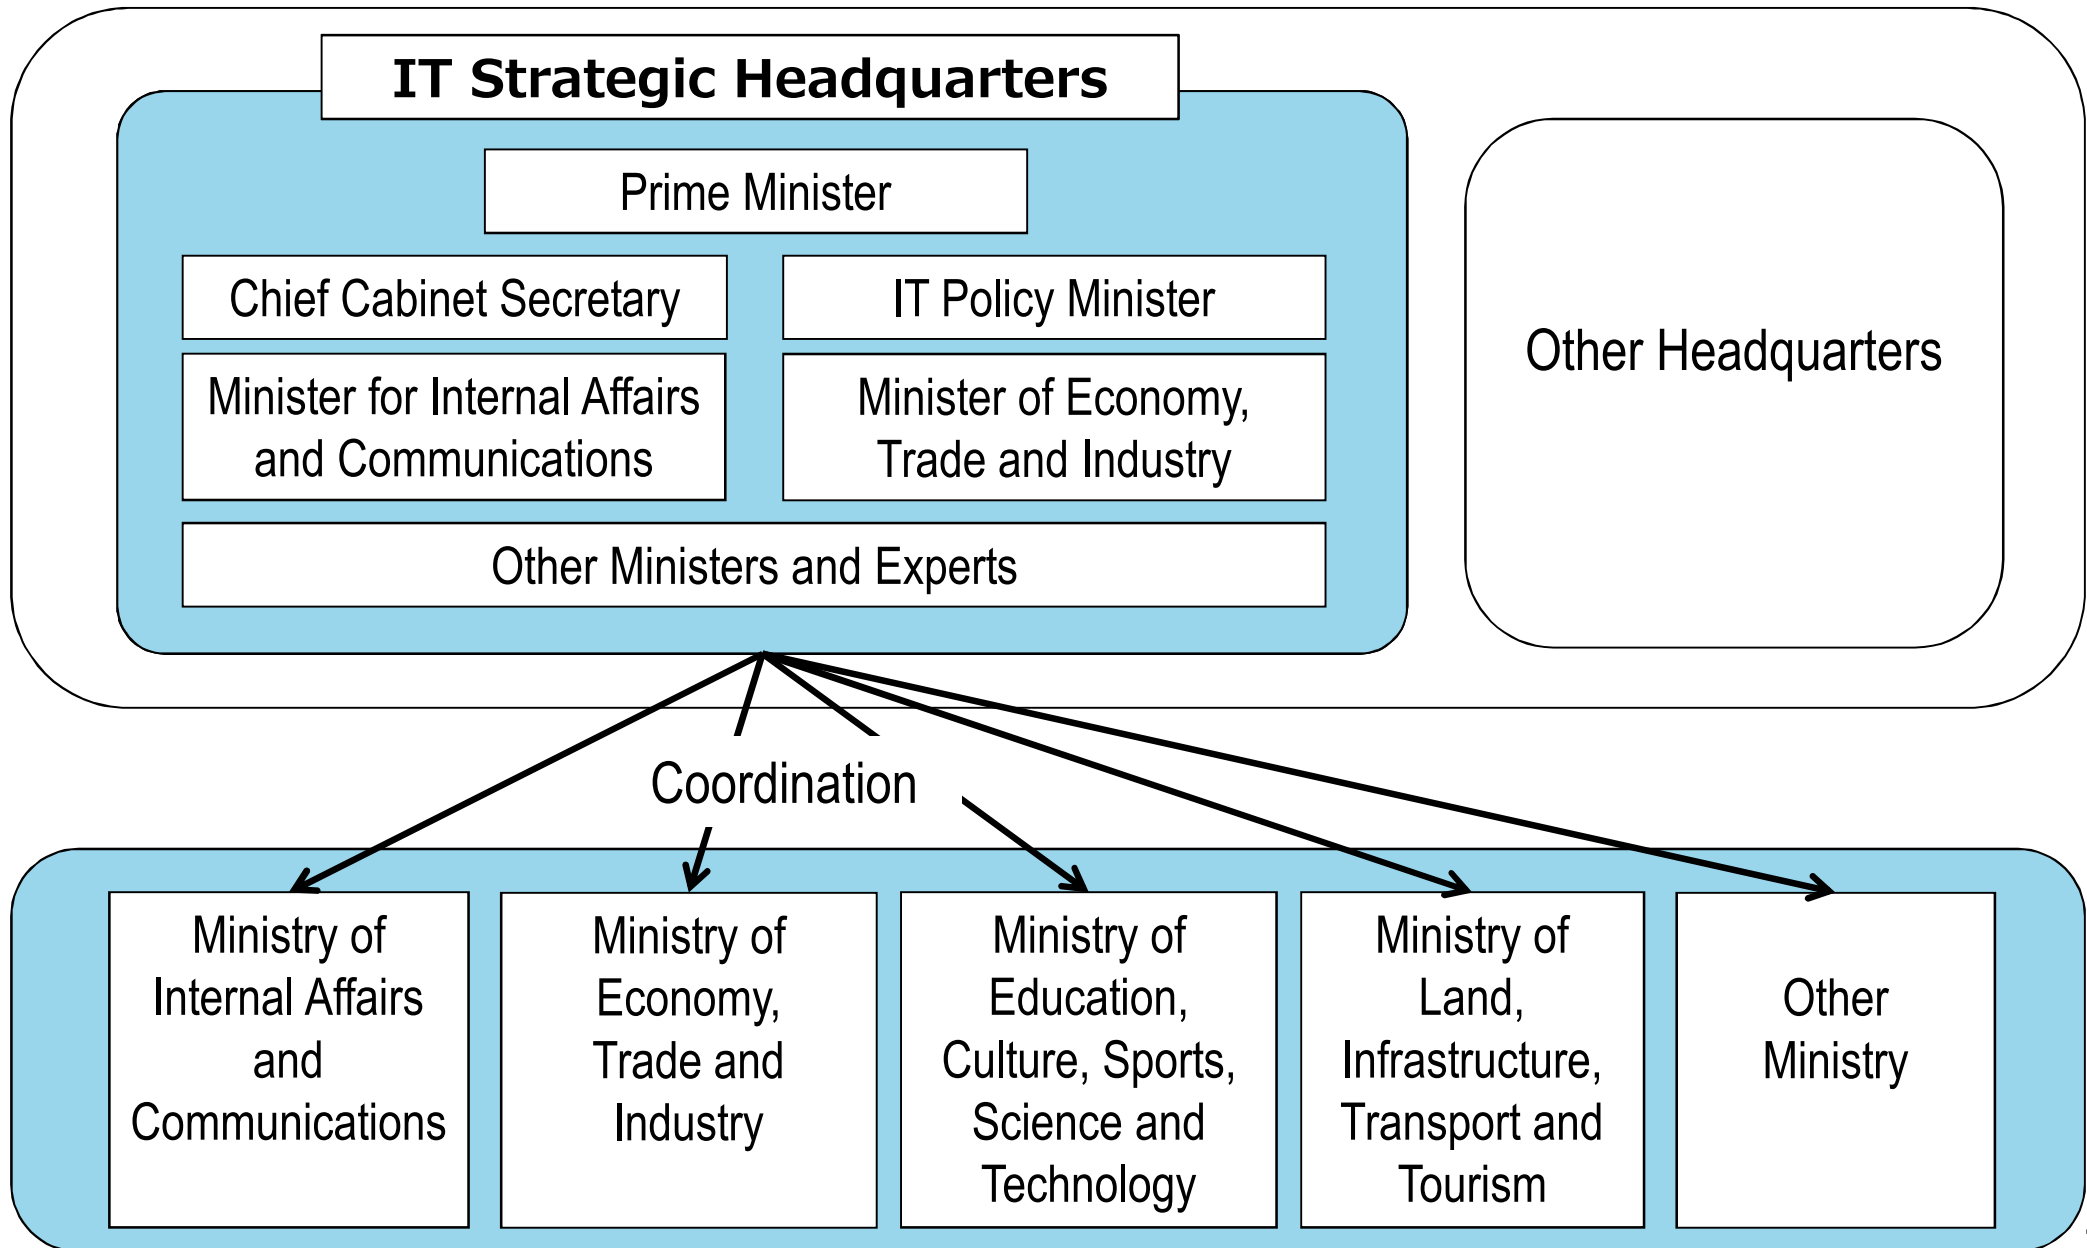 IT Strategic Headquarters
Prime Minister
Chief Cabinet Secretary
IT Policy Minister
Minister for Internal Affairs
and Communications
Minister of Economy,
Trade and Industry
Other Ministers and Experts
Other Headquarters
Coordination
Ministry of
Internal Affairs
and
Communications
Ministry of
Economy,
Trade and
Industry
Ministry of
Education,
Culture, Sports,
Science and
Technology
Ministry of
Land,
Infrastructure,
Transport and
Tourism
Other
Ministry